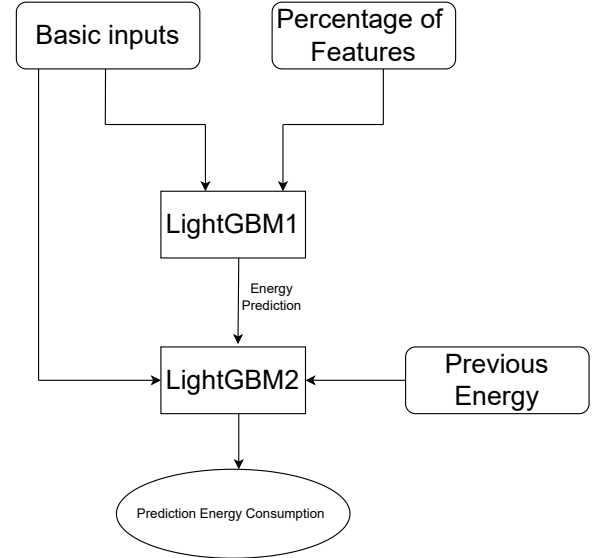 Basic inputs
Percentage of
Features
LightGBM1
Energy
Prediction
LightGBM2
Previous
Energy
Prediction Energy Consumption